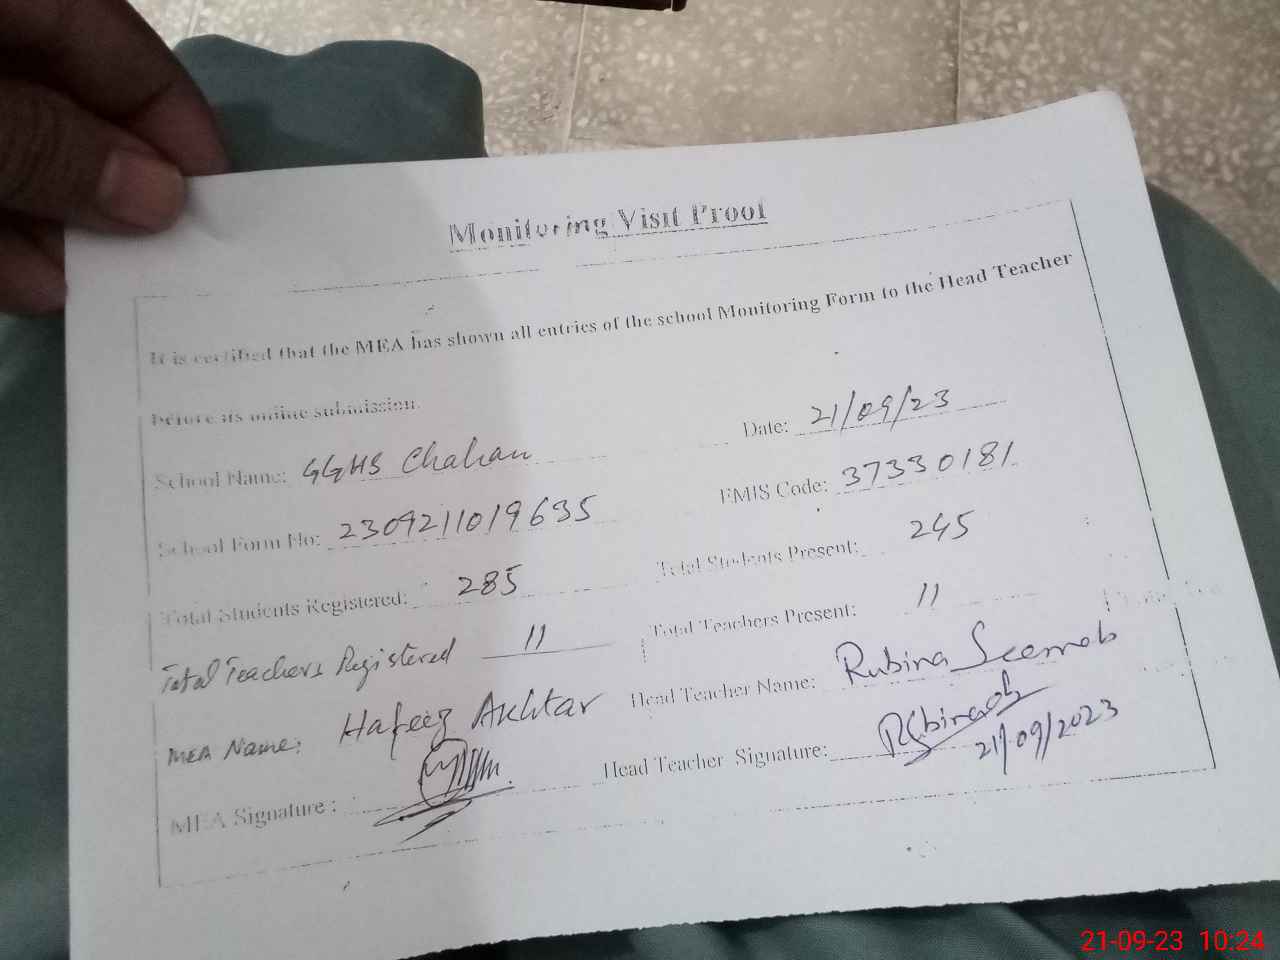 Monitoring Visit Proof
It is certified that the MEA has shown all entries of the school Monitoring Form to the Head Teacher
before its online submission.
School Name: GGHS Chahan Date: 21/09/23
School Form No: 230921101 9635 EMIS Code: 37330181
Total Students Registered: 285 Total Students Present: 245
Total Teachers Registered 11 Total Teachers Present: 11
MEA Name: Hafeez Akhtar Head Teacher Name: Rubina Seemab
MEA Signature : Head Teacher Signature: 21/09/2023
21-09-23 10:24